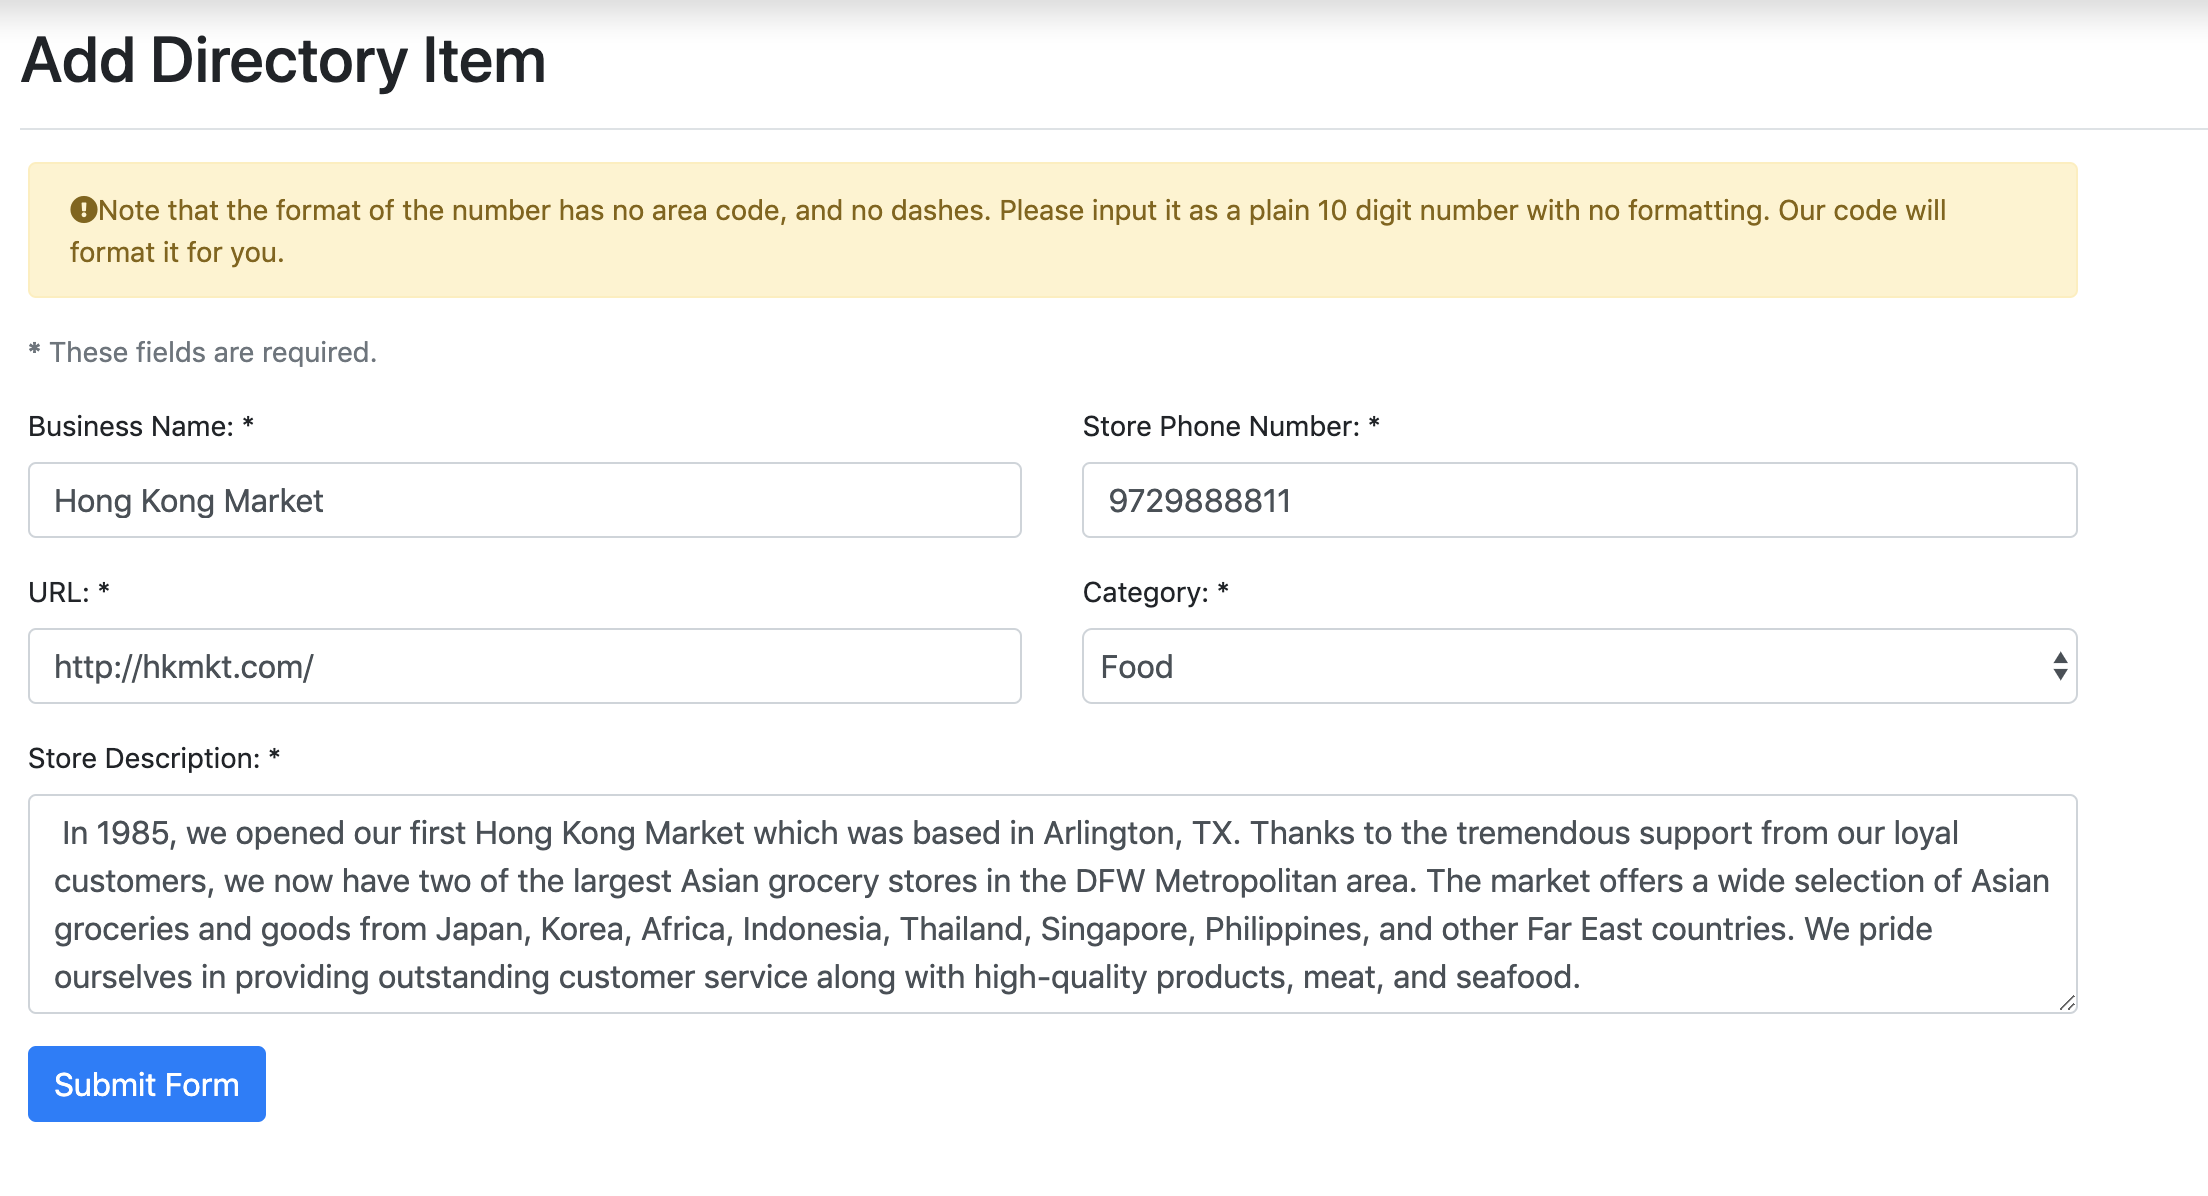 Add Directory Item
Note that the format of the number has no area code, and no dashes. Please input it as a plain 10 digit number with no formatting. Our code will
format it for you.
* These fields are required.
Business Name: *
Hong Kong Market
Store Phone Number: *
9729888811
URL: *
http://hkmkt.com/
Category: *
Food
Store Description: *
In 1985, we opened our first Hong Kong Market which was based in Arlington, TX. Thanks to the tremendous support from our loyal
customers, we now have two of the largest Asian grocery stores in the DFW Metropolitan area. The market offers a wide selection of Asian
groceries and goods from Japan, Korea, Africa, Indonesia, Thailand, Singapore, Philippines, and other Far East countries. We pride
ourselves in providing outstanding customer service along with high-quality products, meat, and seafood.
Submit Form